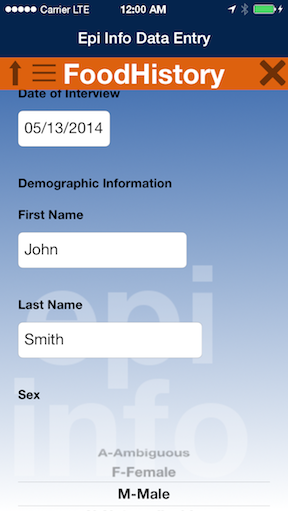 Carrier LTE 12:00 AM
Epi Info Data Entry
FoodHistory
Date of Interview
05/13/2014
Demographic Information
First Name
John
Last Name
Smith
epi
info
Sex
A-Ambiguous
F-Female
M-Male